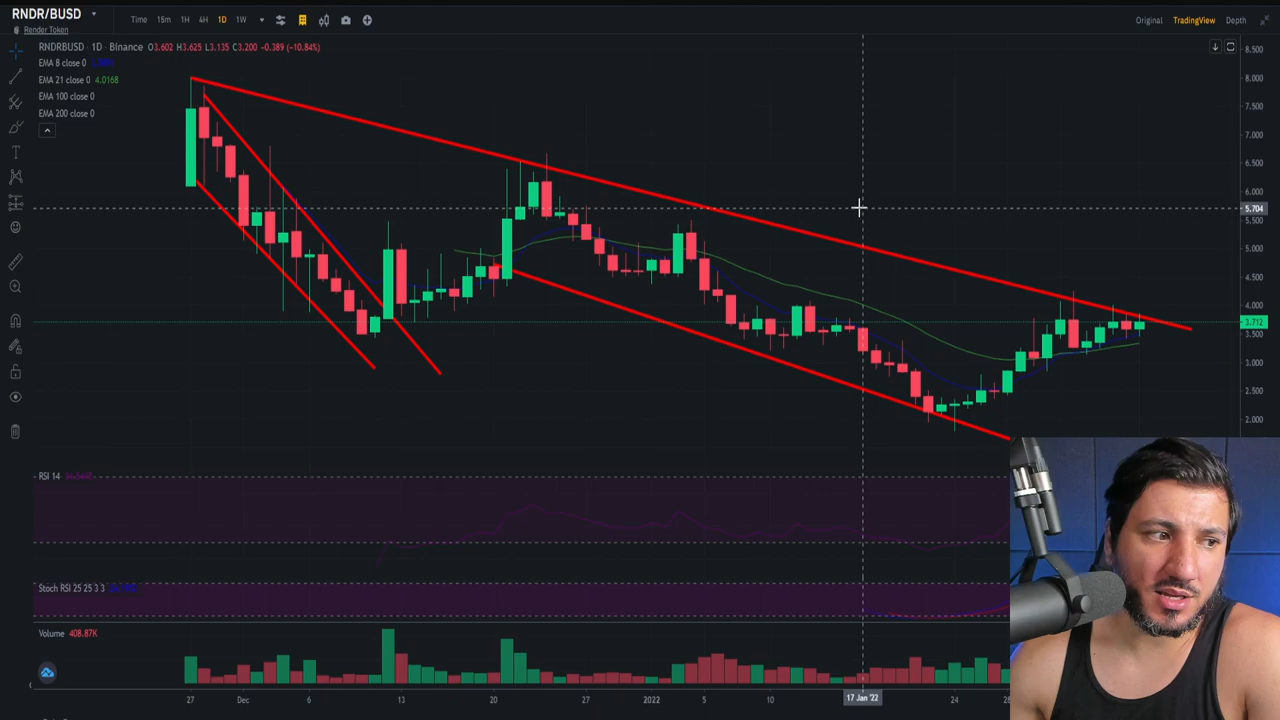 RNDR/BUSD
Render Token
Time 15m 1H 4H 1D 1W
Original TradingView Depth
RNDRBUSD · 1D · Binance O3.602 H3.625 L3.135 C3.200 -0.389 (-10.84%)
EMA 8 close 0
EMA 21 close 0 4.0168
EMA 100 close 0
EMA 200 close 0
8.500
8.000
7.500
7.000
6.500
6.000
5.704
5.500
5.000
4.500
4.000
3.712
3.500
3.000
2.500
2.000
RSI 14
Stoch RSI 25 25 3 3
Volume 408.87K
27 Dec 6 13 20 27 2022 5 10 17 Jan '22 24